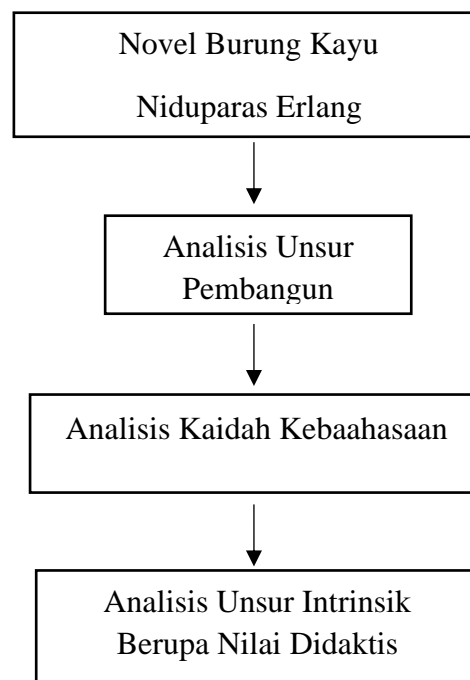 Novel Burung Kayu
Niduparas Erlang
Analisis Unsur
Pembangun
Analisis Kaidah Kebaahasaan
Analisis Unsur Intrinsik
Berupa Nilai Didaktis